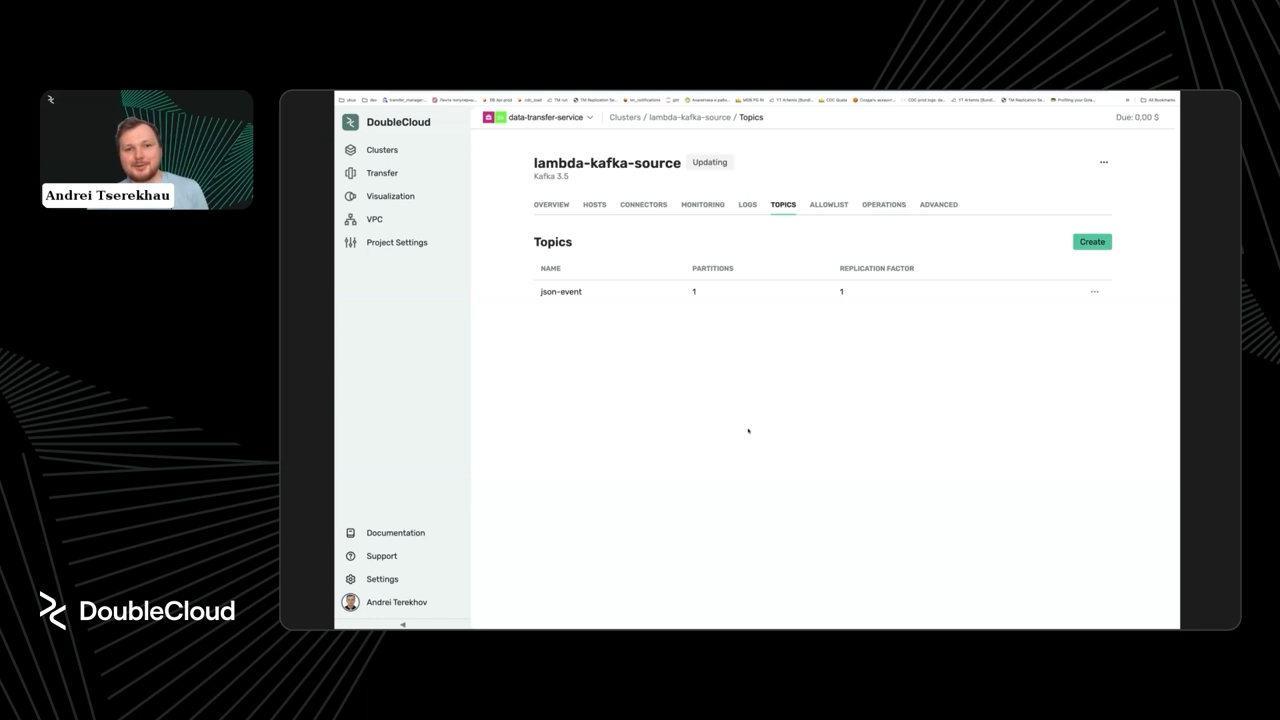 DoubleCloud
data-transfer-service
Clusters / lambda-kafka-source / Topics
Due: 0,00 $
Clusters
Transfer
Visualization
VPC
Project Settings
Andrei Tserekhau
lambda-kafka-source
Updating
Kafka 3.5
OVERVIEW HOSTS CONNECTORS MONITORING LOGS TOPICS ALLOWLIST OPERATIONS ADVANCED
Topics
Create
NAME PARTITIONS REPLICATION FACTOR
json-event 1 1
Documentation
Support
Settings
Andrei Terekhov
DoubleCloud
All Bookmarks